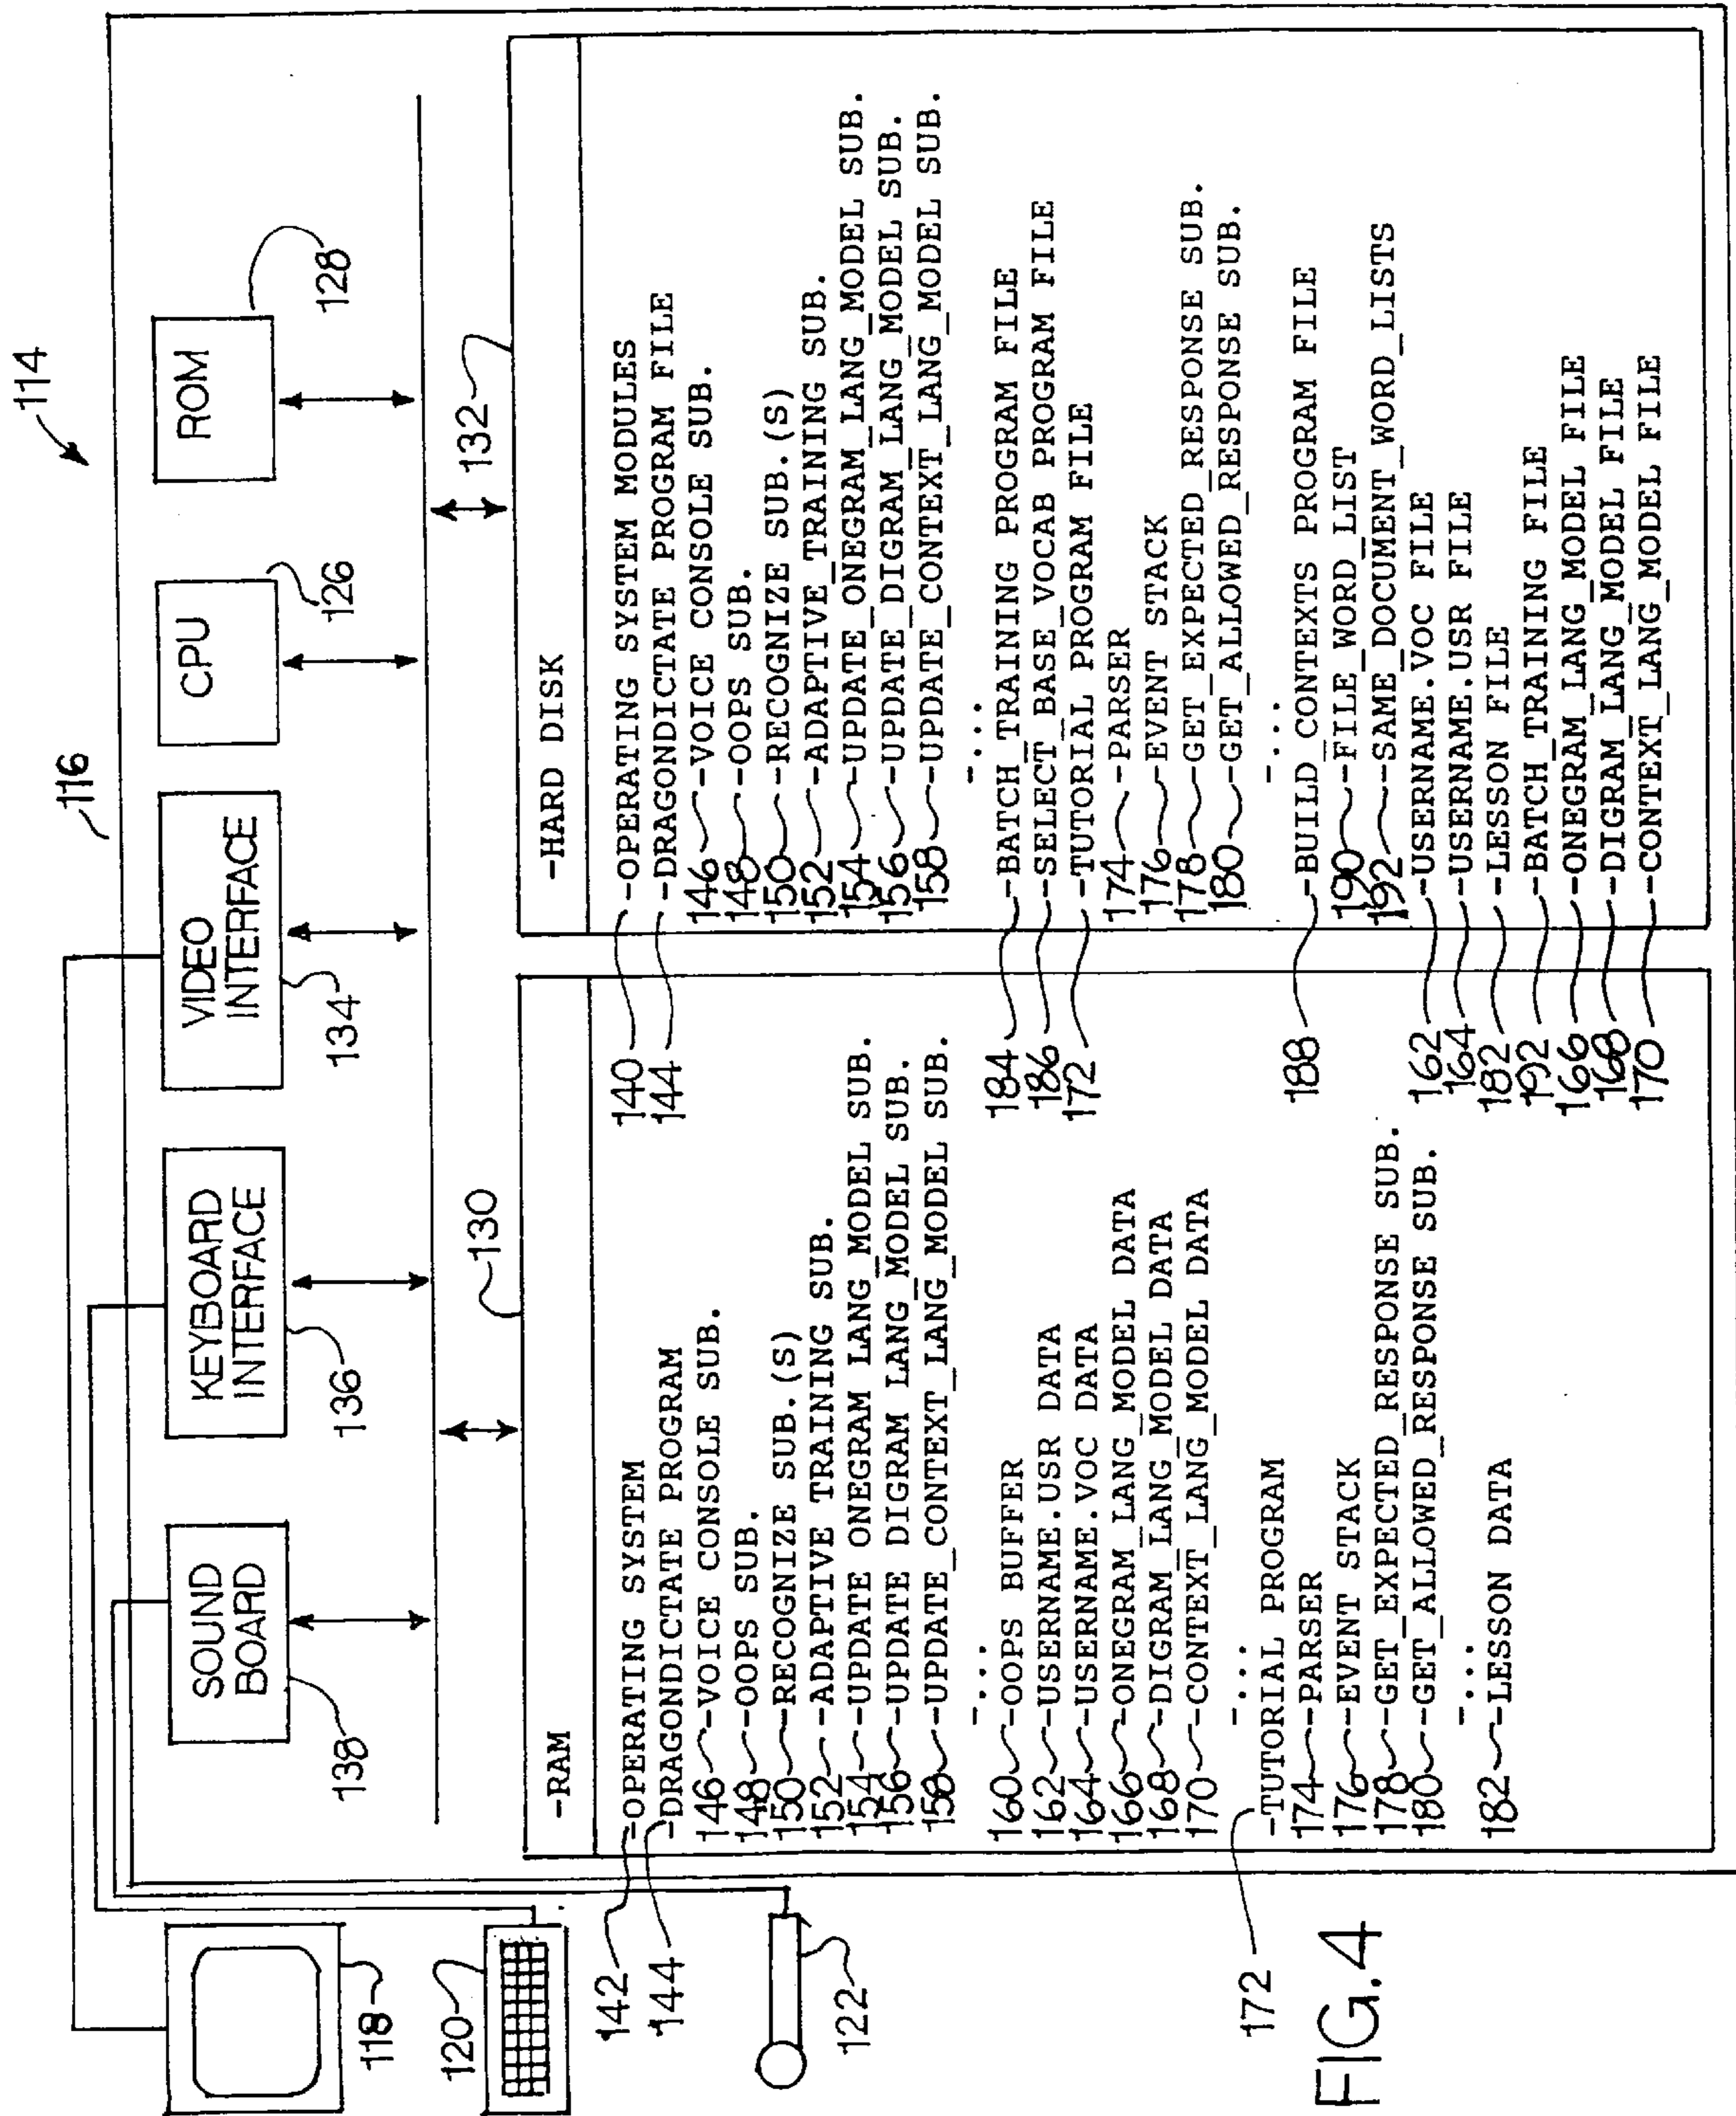 114
116
SOUND
BOARD
138
KEYBOARD
INTERFACE
136
VIDEO
INTERFACE
134
CPU
126
ROM
128
118
120
122
130
-RAM
142 -OPERATING SYSTEM
144 -DRAGONDICTATE PROGRAM
146 -VOICE CONSOLE SUB.
148 -OOPS SUB.
150 -RECOGNIZE SUB.(S)
152 -ADAPTIVE TRAINING SUB.
154 -UPDATE ONEGRAM LANG_MODEL SUB.
156 -UPDATE DIGRAM LANG_MODEL SUB.
158 -UPDATE_CONTEXT_LANG_MODEL SUB.
-...
160 -OOPS BUFFER
162 -USERNAME.USR DATA
164 -USERNAME.VOC DATA
166 -ONEGRAM_LANG_MODEL DATA
168 -DIGRAM_LANG_MODEL DATA
170 -CONTEXT_LANG_MODEL DATA
-...
172 -TUTORIAL PROGRAM
174 -PARSER
176 -EVENT STACK
178 -GET_EXPECTED_RESPONSE SUB.
180 -GET_ALLOWED_RESPONSE SUB.
-...
182 -LESSON DATA
132
-HARD DISK
140 -OPERATING SYSTEM MODULES
144 -DRAGONDICTATE PROGRAM FILE
146 -VOICE CONSOLE SUB.
148 -OOPS SUB.
150 -RECOGNIZE SUB.(S)
152 -ADAPTIVE_TRAINING SUB.
154 -UPDATE_ONEGRAM_LANG_MODEL SUB.
156 -UPDATE_DIGRAM_LANG_MODEL SUB.
158 -UPDATE_CONTEXT_LANG_MODEL SUB.
-...
184 -BATCH_TRAINING PROGRAM FILE
186 -SELECT_BASE_VOCAB PROGRAM FILE
172 -TUTORIAL PROGRAM FILE
174 -PARSER
176 -EVENT STACK
178 -GET_EXPECTED_RESPONSE SUB.
180 -GET_ALLOWED_RESPONSE SUB.
-...
188 -BUILD_CONTEXTS PROGRAM FILE
190 -FILE_WORD_LIST
192 -SAME_DOCUMENT_WORD_LISTS
162 -USERNAME.VOC FILE
164 -USERNAME.USR FILE
182 -LESSON FILE
192 -BATCH_TRAINING FILE
166 -ONEGRAM_LANG_MODEL FILE
168 -DIGRAM_LANG_MODEL FILE
170 -CONTEXT_LANG_MODEL FILE
FIG.4